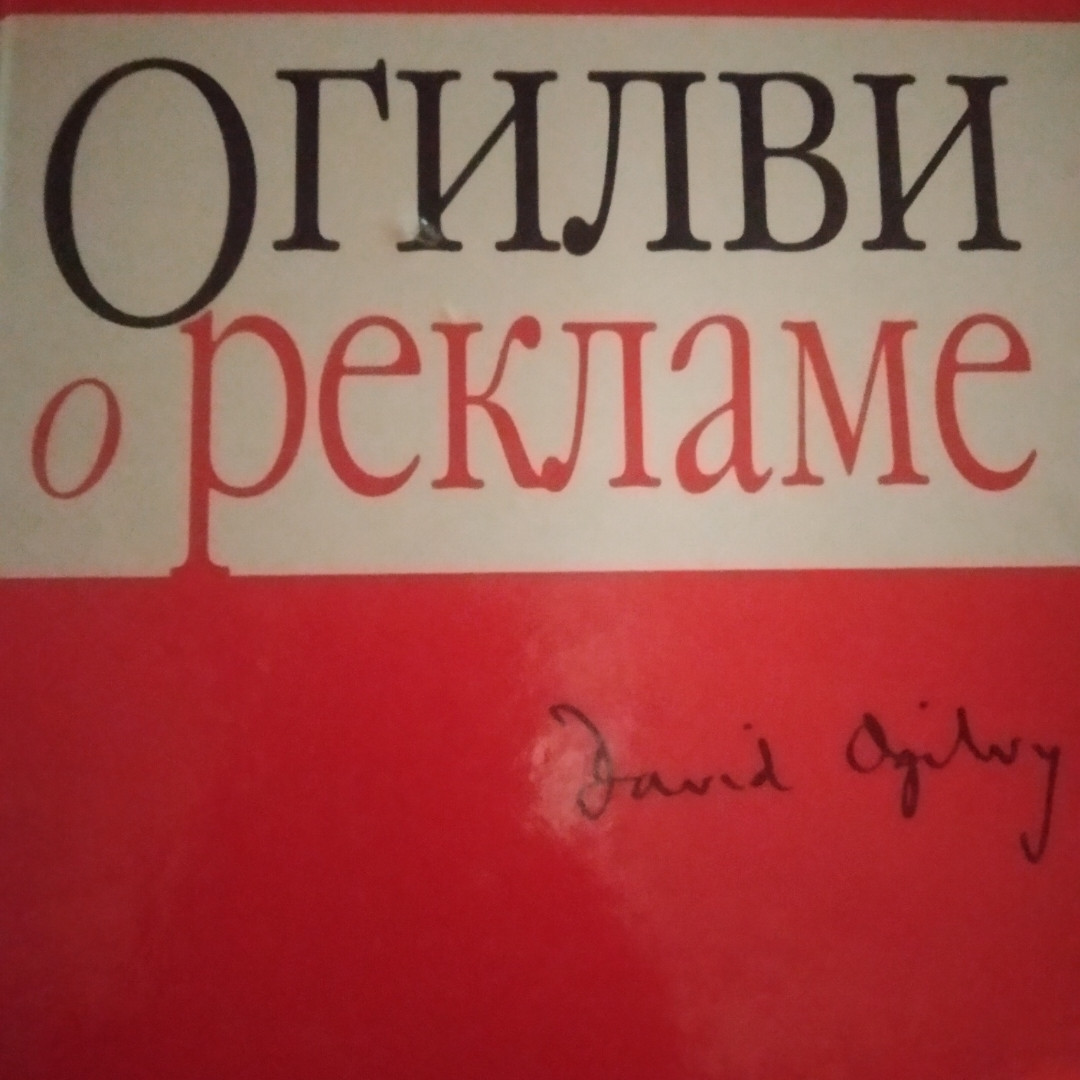 Огилви
о рекламе
David Ogilvy